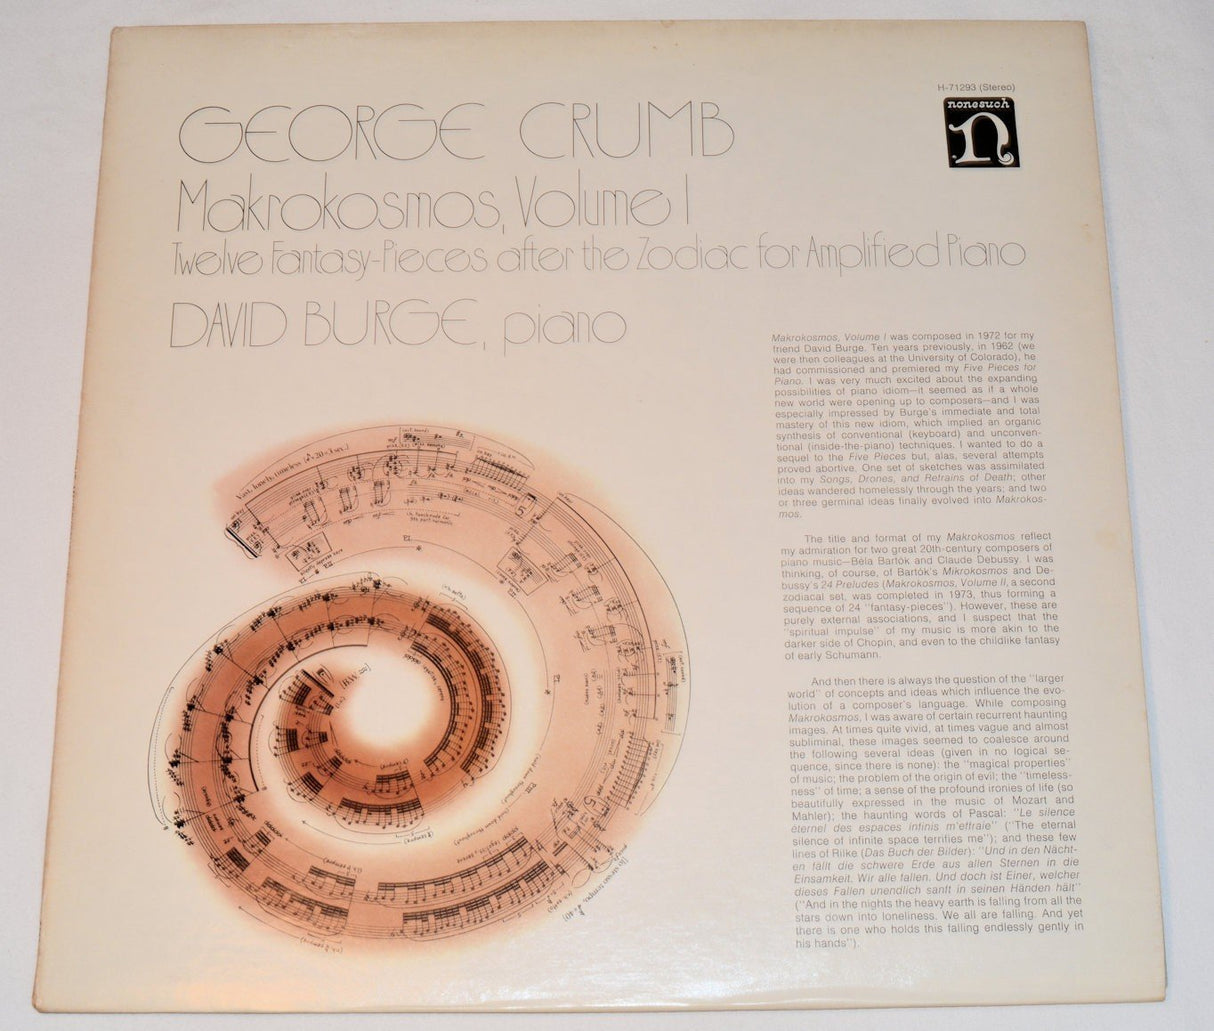 H-71293 (Stereo)
nonesuch
n
GEORGE CRUMB
Makrokosmos, Volume I
Twelve Fantasy-Pieces after the Zodiac for Amplified Piano
DAVID BURGE, piano
Makrokosmos, Volume I was composed in 1972 for my
friend David Burge. Ten years previously, in 1962 (we
were then colleagues at the University of Colorado), he
had commissioned and premiered my Five Pieces for
Piano. I was very much excited about the expanding
possibilities of piano idiom—it seemed as if a whole
new world were opening up to composers—and I was
especially impressed by Burge's immediate and total
mastery of this new idiom, which implied an organic
synthesis of conventional (keyboard) and unconven-
tional (inside-the-piano) techniques. I wanted to do a
sequel to the Five Pieces but, alas, several attempts
proved abortive. One set of sketches was assimilated
into my Songs, Drones, and Refrains of Death; other
ideas wandered homelessly through the years; and two
or three germinal ideas finally evolved into Makrokos-
mos.
The title and format of my Makrokosmos reflect
my admiration for two great 20th-century composers of
piano music—Béla Bartók and Claude Debussy. I was
thinking, of course, of Bartók's Mikrokosmos and De-
bussy's 24 Preludes (Makrokosmos, Volume II, a second
zodiacal set, was completed in 1973, thus forming a
sequence of 24 "fantasy-pieces"). However, these are
purely external associations, and I suspect that the
"spiritual impulse" of my music is more akin to the
darker side of Chopin, and even to the childlike fantasy
of early Schumann.
And then there is always the question of the "larger
world" of concepts and ideas which influence the evo-
lution of a composer's language. While composing
Makrokosmos, I was aware of certain recurrent haunting
images. At times quite vivid, at times vague and almost
subliminal, these images seemed to coalesce around
the following several ideas (given in no logical se-
quence, since there is none): the "magical properties"
of music; the problem of the origin of evil; the "timeless-
ness" of time; a sense of the profound ironies of life (so
beautifully expressed in the music of Mozart and
Mahler); the haunting words of Pascal: "Le silence
éternel des espaces infinis m'effraie" ("The eternal
silence of infinite space terrifies me"); and these few
lines of Rilke (Das Buch der Bilder): "Und in den Nächt-
en fällt die schwere Erde aus allen Sternen in die
Einsamkeit. Wir alle fallen. Und doch ist Einer, welcher
dieses Fallen unendlich sanft in seinen Händen hält"
("And in the nights the heavy earth is falling from all the
stars down into loneliness. We all are falling. And yet
there is one who holds this falling endlessly gently in
his hands").